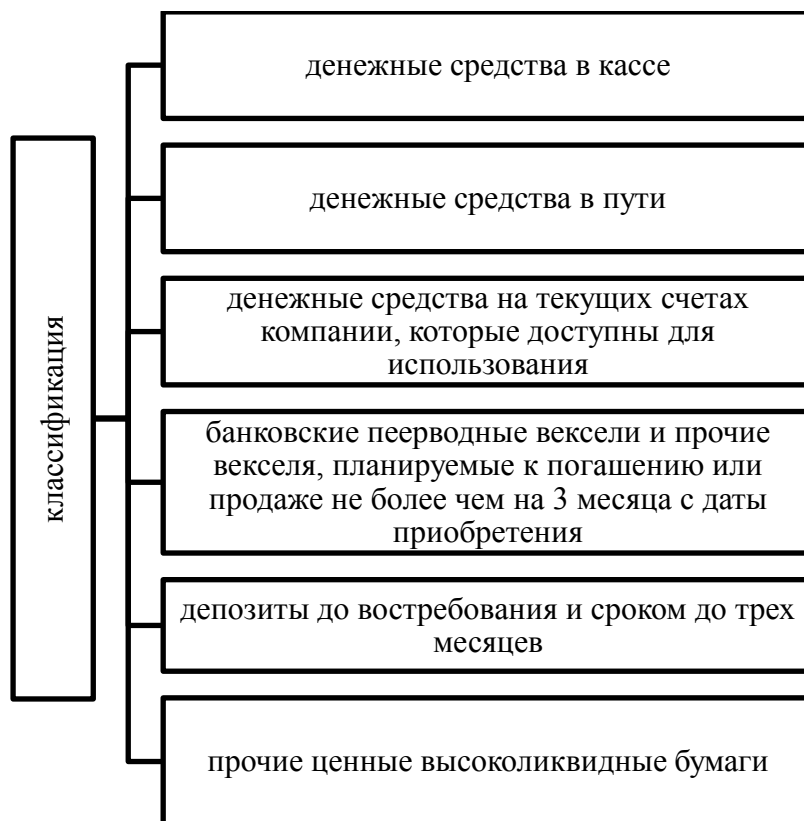 классификация
денежные средства в кассе
денежные средства в пути
денежные средства на текущих счетах
компании, которые доступны для
использования
банковские пеерводные вексели и прочие
векселя, планируемые к погашению или
продаже не более чем на 3 месяца с даты
приобретения
депозиты до востребования и сроком до трех
месяцев
прочие ценные высоколиквидные бумаги